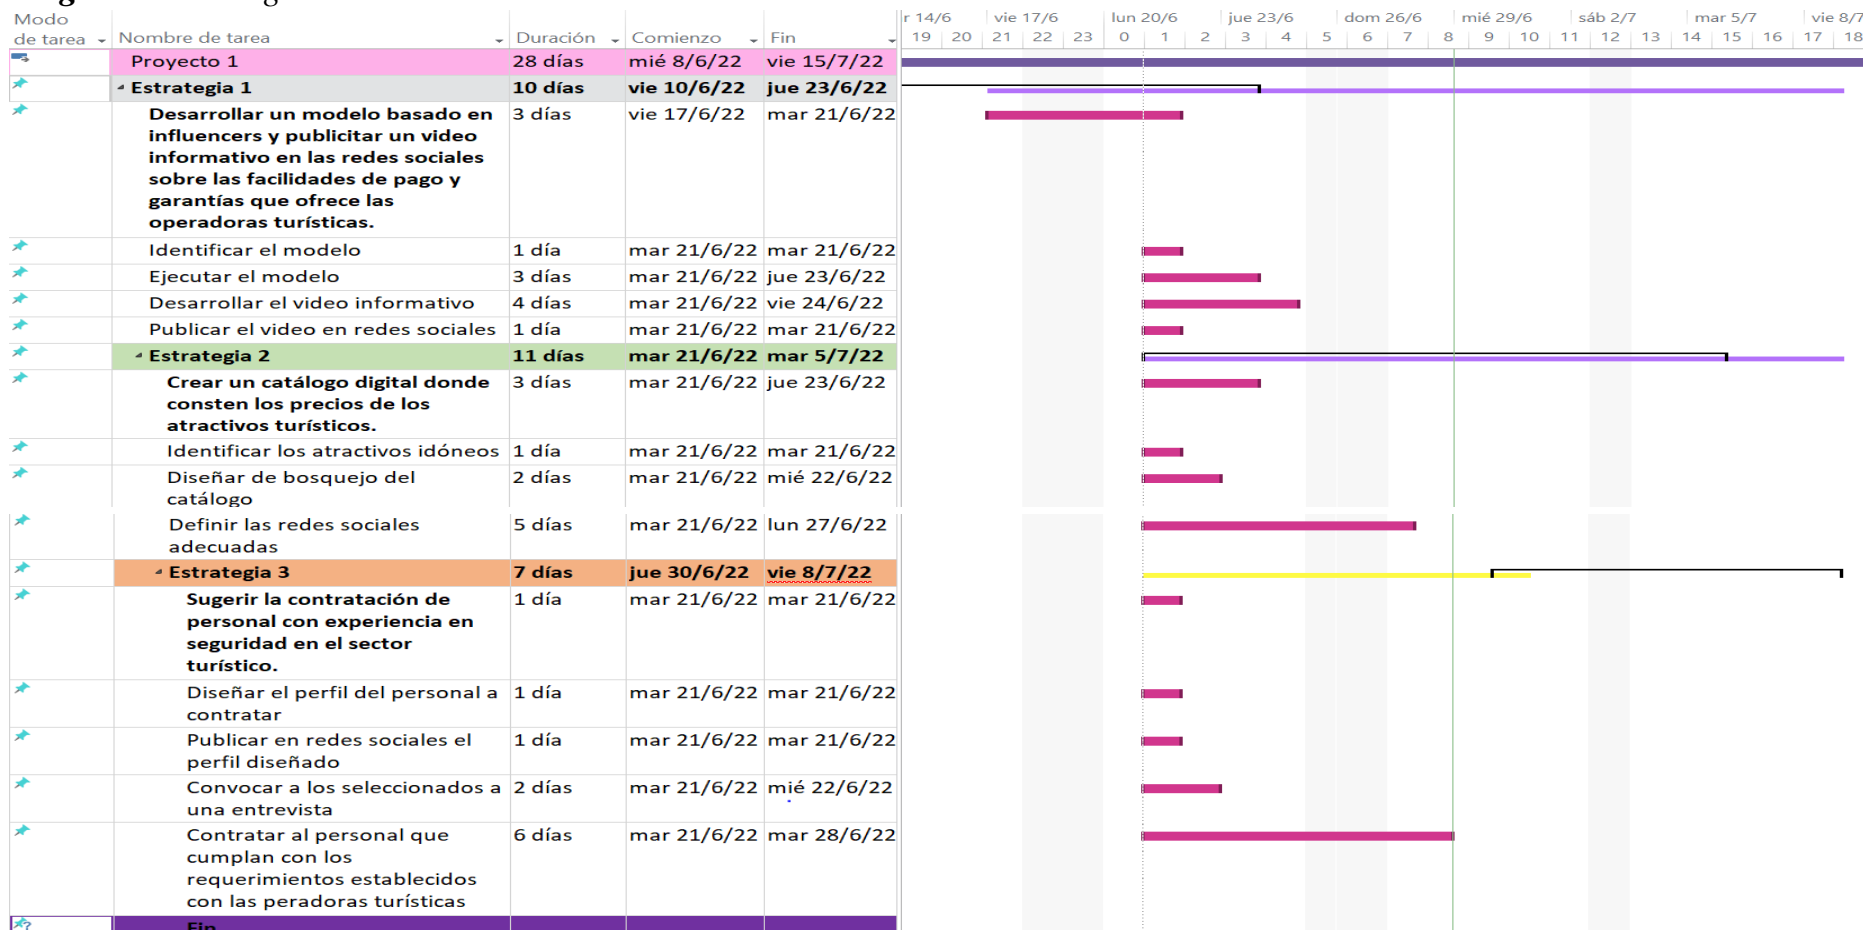 Modo
de tarea Nombre de tarea Duración Comienzo Fin
r 14/6 vie 17/6 lun 20/6 jue 23/6 dom 26/6 mié 29/6 sáb 2/7 mar 5/7 vie 8/7
19 20 21 22 23 0 1 2 3 4 5 6 7 8 9 10 11 12 13 14 15 16 17 18
Proyecto 1 28 días mié 8/6/22 vie 15/7/22
Estrategia 1 10 días vie 10/6/22 jue 23/6/22
Desarrollar un modelo basado en 3 días vie 17/6/22 mar 21/6/22
influencers y publicitar un video
informativo en las redes sociales
sobre las facilidades de pago y
garantías que ofrece las
operadoras turísticas.
Identificar el modelo 1 día mar 21/6/22 mar 21/6/22
Ejecutar el modelo 3 días mar 21/6/22 jue 23/6/22
Desarrollar el video informativo 4 días mar 21/6/22 vie 24/6/22
Publicar el video en redes sociales 1 día mar 21/6/22 mar 21/6/22
Estrategia 2 11 días mar 21/6/22 mar 5/7/22
Crear un catálogo digital donde 3 días mar 21/6/22 jue 23/6/22
consten los precios de los
atractivos turísticos.
Identificar los atractivos idóneos 1 día mar 21/6/22 mar 21/6/22
Diseñar de bosquejo del 2 días mar 21/6/22 mié 22/6/22
catálogo
Definir las redes sociales 5 días mar 21/6/22 lun 27/6/22
adecuadas
Estrategia 3 7 días jue 30/6/22 vie 8/7/22
Sugerir la contratación de 1 día mar 21/6/22 mar 21/6/22
personal con experiencia en
seguridad en el sector
turístico.
Diseñar el perfil del personal a 1 día mar 21/6/22 mar 21/6/22
contratar
Publicar en redes sociales el 1 día mar 21/6/22 mar 21/6/22
perfil diseñado
Convocar a los seleccionados a 2 días mar 21/6/22 mié 22/6/22
una entrevista
Contratar al personal que 6 días mar 21/6/22 mar 28/6/22
cumplan con los
requerimientos establecidos
con las peradoras turísticas
Fin